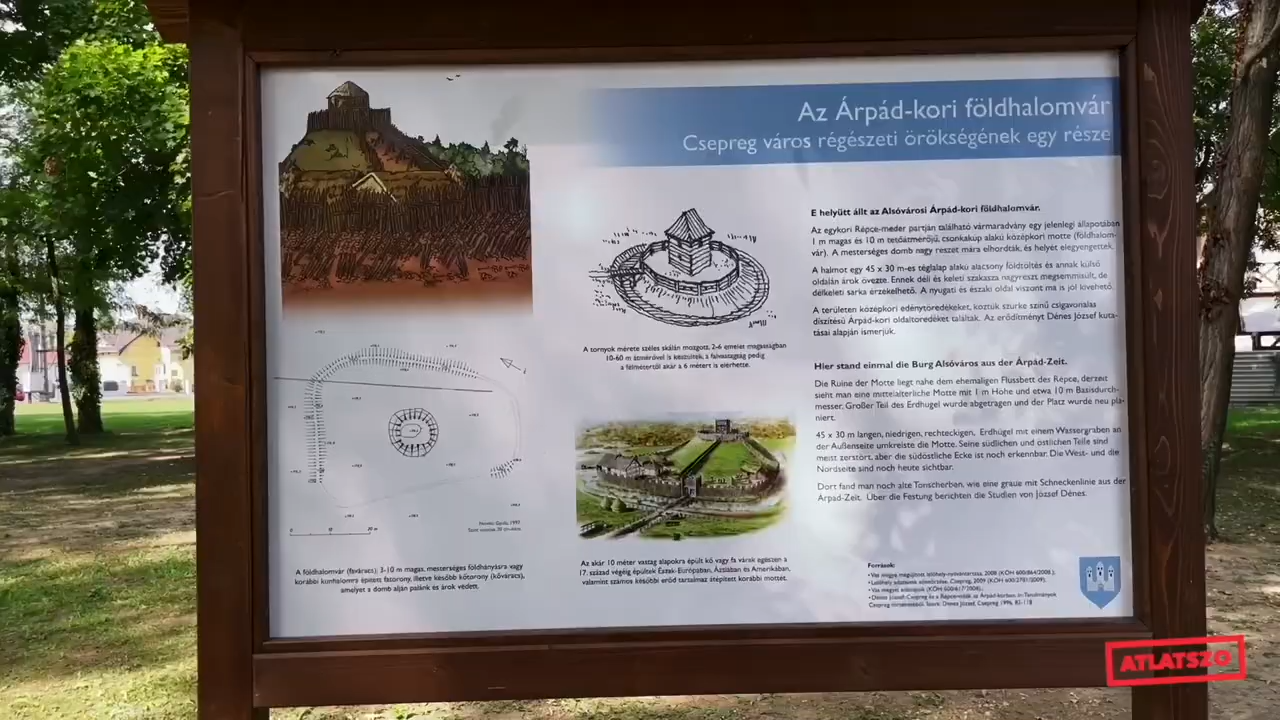 Az Árpád-kori földhalomvár
Csepreg város régészeti örökségének egy része
E helyütt állt az Alsóvárosi Árpád-kori földhalomvár.
Az egykori Répce-meder partján található vármaradvány egy jelenlegi állapotában
1 m magas és 10 m tetőátmérőjű, csonkakúp alakú középkori motte (földhalom-
vár). A mesterséges domb nagy részét mára elhordták, és helyét elegyengették.
A halmot egy 45 x 30 m-es téglalap alakú alacsony földtöltés és annak külső
oldalán árok övezte. Ennek déli és keleti szakasza nagyrészt megsemmisült, de
délkeleti sarka érzékelhető. A nyugati és északi oldal viszont ma is jól kivehető.
A területen középkori edénytöredékeket, köztük szürke színű csigavonalas
díszítésű Árpád-kori oldaltöredéket találtak. Az erődítményt Dénes József kuta-
tásai alapján ismerjük.
Hier stand einmal die Burg Alsóváros aus der Árpád-Zeit.
Die Ruine der Motte liegt nahe dem ehemaligen Flussbett des Répce, derzeit
sieht man eine mittelalterliche Motte mit 1 m Höhe und etwa 10 m Basisdurch-
messer. Großer Teil des Erdhügel wurde abgetragen und der Platz wurde neu pla-
niert.
45 x 30 m langen, niedrigen, rechteckigen, Erdhügel mit einem Wassergraben an
der Außenseite umkreiste die Motte. Seine südlichen und östlichen Teile sind
meist zerstört, aber die südöstliche Ecke ist noch erkennbar. Die West- und die
Nordseite sind noch heute sichtbar.
Dort fand man noch alte Tonscherben, wie eine graue mit Schneckenlinie aus der
Árpád-Zeit. Über die Festung berichten die Studien von József Dénes.
A tornyok mérete széles skálán mozgott, 2-6 emelet magasságban
10-60 m átmérővel is készültek, a falvastagság pedig
a félmétertől akár a 6 métert is elérhette.
A földhalomvár (favárács): 3-10 m magas, mesterséges földhányásra vagy
korábbi kunhalomra épített fatorony, illetve később kőtorony (kővárács),
amelyet a domb alján palánk és árok védett.
Az akár 10 méter vastag alapokra épült kő vagy fa várak egészen a
17. század végéig épültek Észak-Európában, Ázsiában és Amerikában,
valamint számos későbbi erőd tartalmaz átépített korábbi mottét.
Források:
ATLATSZO